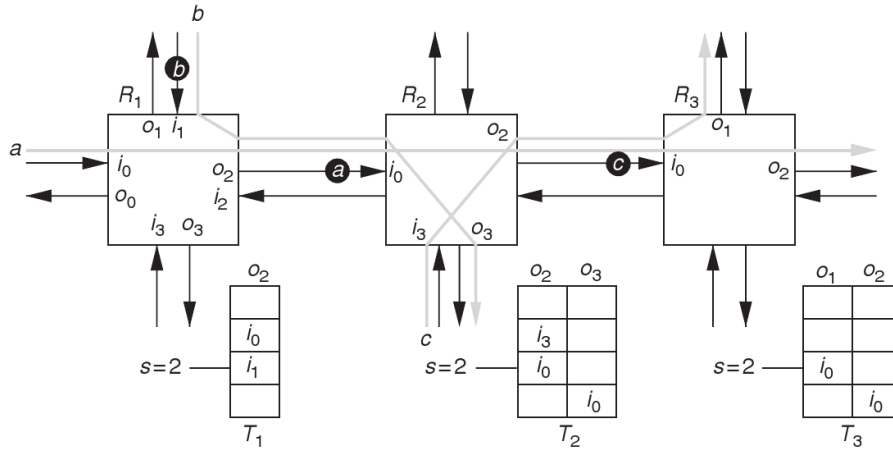 b
b
R1 R2 R3
o1 i1 o2 o1
a
i0 o2 a i0 c i0 o2
o0 i2
i3 o3 i3 o3
o2 o2 o3 o1 o2
c
i0 i3
s=2 i1 s=2 i0 s=2 i0
i0 i0
T1 T2 T3